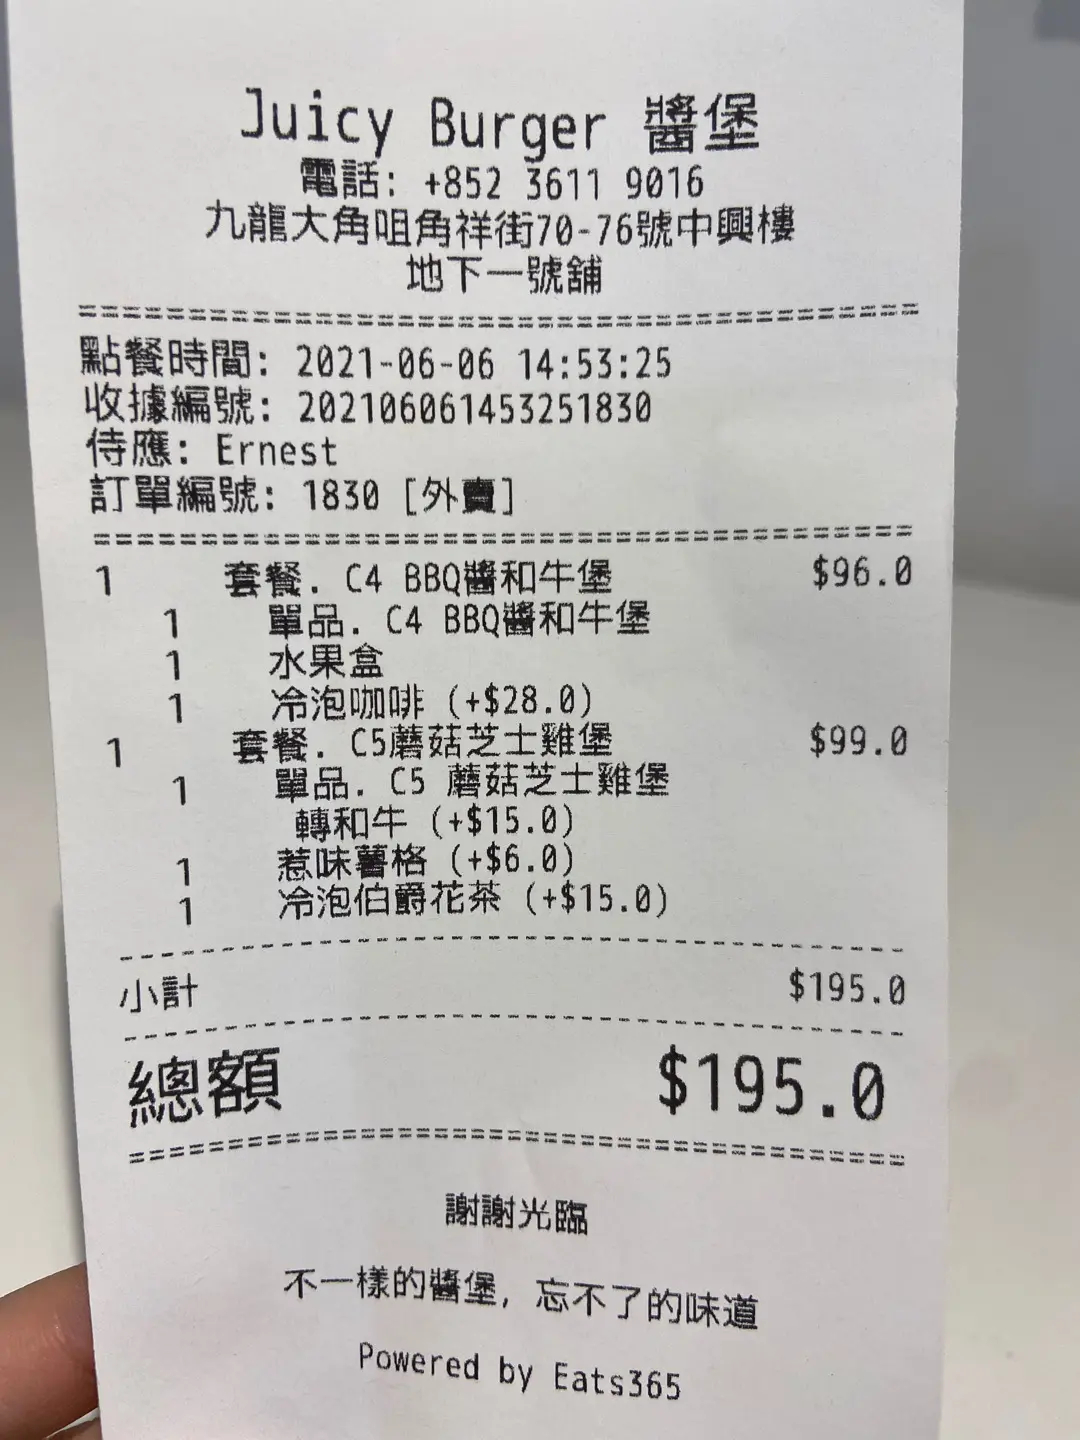 Juicy Burger 醬堡
電話: +852 3611 9016
九龍大角咀角祥街70-76號中興樓
地下一號舖
點餐時間: 2021-06-06 14:53:25
收據編號: 202106061453251830
侍應: Ernest
訂單編號: 1830 [外賣]
1 套餐. C4 BBQ醬和牛堡 $96.0
1 單品. C4 BBQ醬和牛堡
1 水果盒
1 冷泡咖啡 (+$28.0)
1 套餐. C5蘑菇芝士雞堡 $99.0
1 單品. C5 蘑菇芝士雞堡
轉和牛 (+$15.0)
1 惹味薯格 (+$6.0)
1 冷泡伯爵花茶 (+$15.0)
小計 $195.0
總額 $195.0
謝謝光臨
不一樣的醬堡, 忘不了的味道
Powered by Eats365